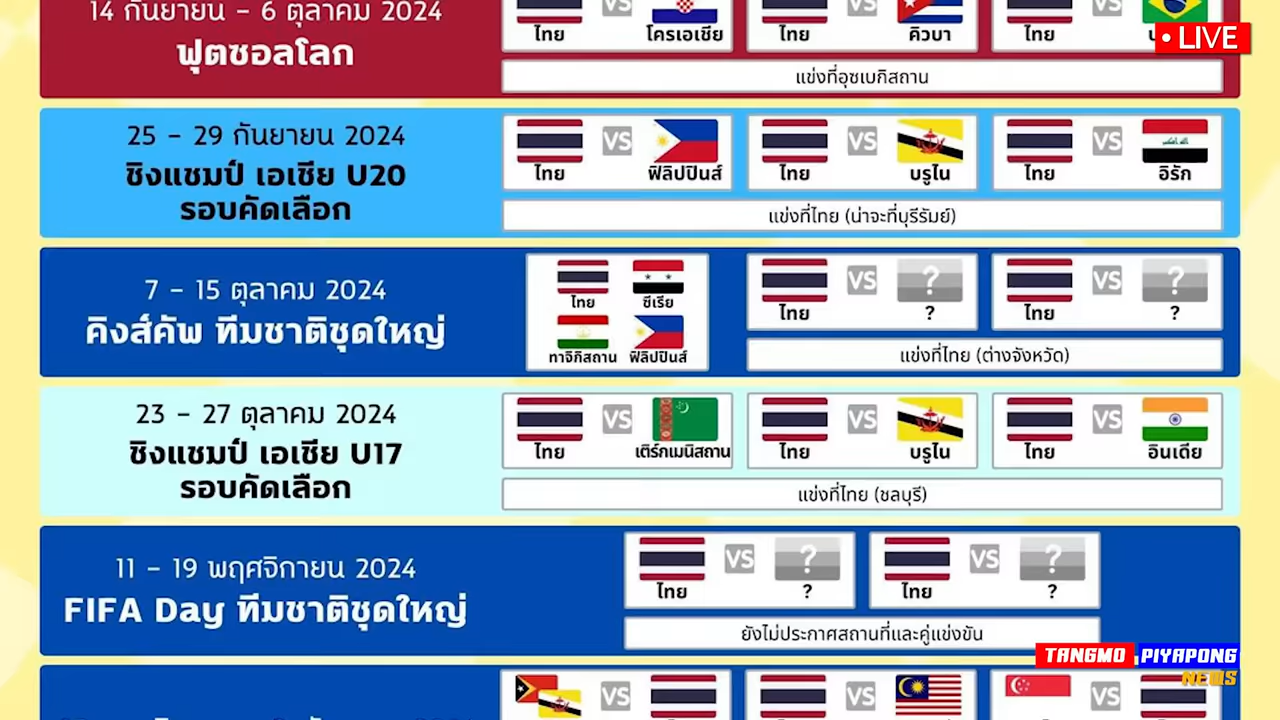 14 กันยายน - 6 ตุลาคม 2024
ฟุตซอลโลก
VS
ไทย โครเอเชีย
VS
ไทย คิวบา
VS
ไทย
• LIVE
แข่งที่อุซเบกิสถาน
25 - 29 กันยายน 2024
ชิงแชมป์ เอเชีย U20
รอบคัดเลือก
VS
ไทย ฟิลิปปินส์
VS
ไทย บรูไน
VS
ไทย อิรัก
แข่งที่ไทย (น่าจะที่บุรีรัมย์)
7 - 15 ตุลาคม 2024
คิงส์คัพ ทีมชาติชุดใหญ่
ไทย ซีเรีย
ทาจิกิสถาน ฟิลิปปินส์
VS ?
ไทย ?
VS ?
ไทย ?
แข่งที่ไทย (ต่างจังหวัด)
23 - 27 ตุลาคม 2024
ชิงแชมป์ เอเชีย U17
รอบคัดเลือก
VS
ไทย เติร์กเมนิสถาน
VS
ไทย บรูไน
VS
ไทย อินเดีย
แข่งที่ไทย (ชลบุรี)
11 - 19 พฤศจิกายน 2024
FIFA Day ทีมชาติชุดใหญ่
VS ?
ไทย ?
VS ?
ไทย ?
ยังไม่ประกาศสถานที่และคู่แข่งขัน
TANGMO PIYAPONG
NEWS
VS
VS
VS